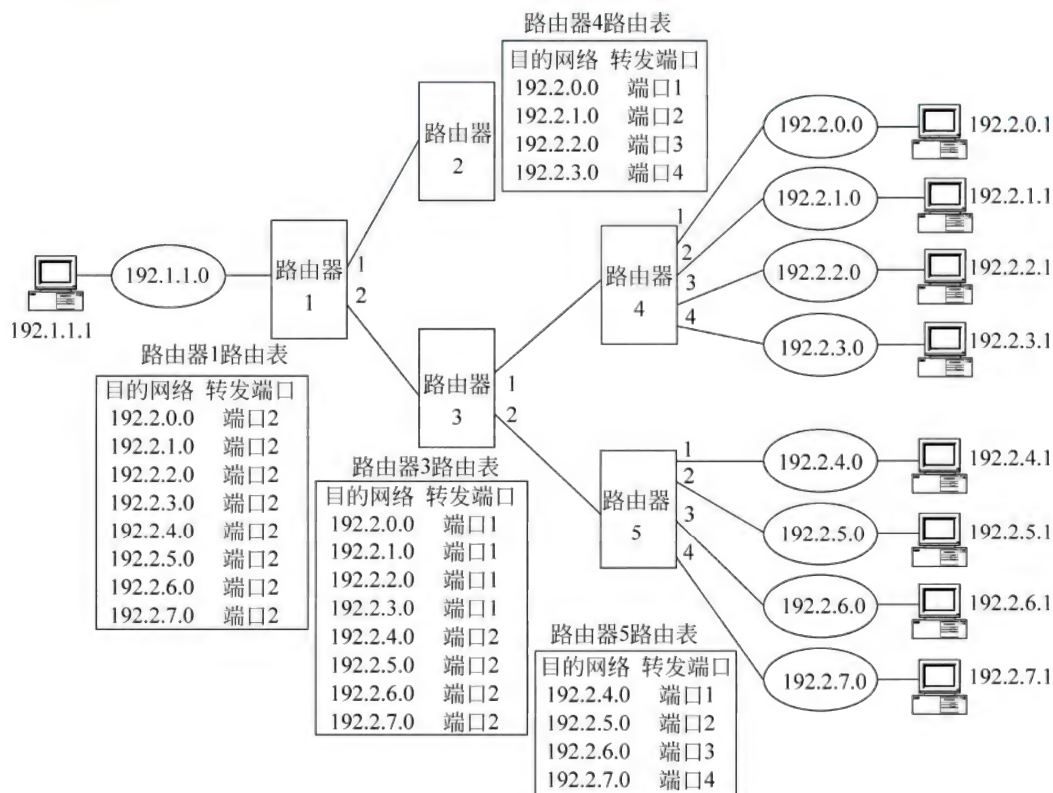 路由器4路由表
目的网络 转发端口
192.2.0.0 端口1
192.2.1.0 端口2
192.2.2.0 端口3
192.2.3.0 端口4
路由器
2
192.1.1.1
192.1.1.0
路由器
1
1
2
路由器
3
1
2
路由器
4
1
2
3
4
192.2.0.0
192.2.0.1
192.2.1.0
192.2.1.1
192.2.2.0
192.2.2.1
192.2.3.0
192.2.3.1
路由器
5
1
2
3
4
192.2.4.0
192.2.4.1
192.2.5.0
192.2.5.1
192.2.6.0
192.2.6.1
192.2.7.0
192.2.7.1
路由器1路由表
目的网络 转发端口
192.2.0.0 端口2
192.2.1.0 端口2
192.2.2.0 端口2
192.2.3.0 端口2
192.2.4.0 端口2
192.2.5.0 端口2
192.2.6.0 端口2
192.2.7.0 端口2
路由器3路由表
目的网络 转发端口
192.2.0.0 端口1
192.2.1.0 端口1
192.2.2.0 端口1
192.2.3.0 端口1
192.2.4.0 端口2
192.2.5.0 端口2
192.2.6.0 端口2
192.2.7.0 端口2
路由器5路由表
目的网络 转发端口
192.2.4.0 端口1
192.2.5.0 端口2
192.2.6.0 端口3
192.2.7.0 端口4